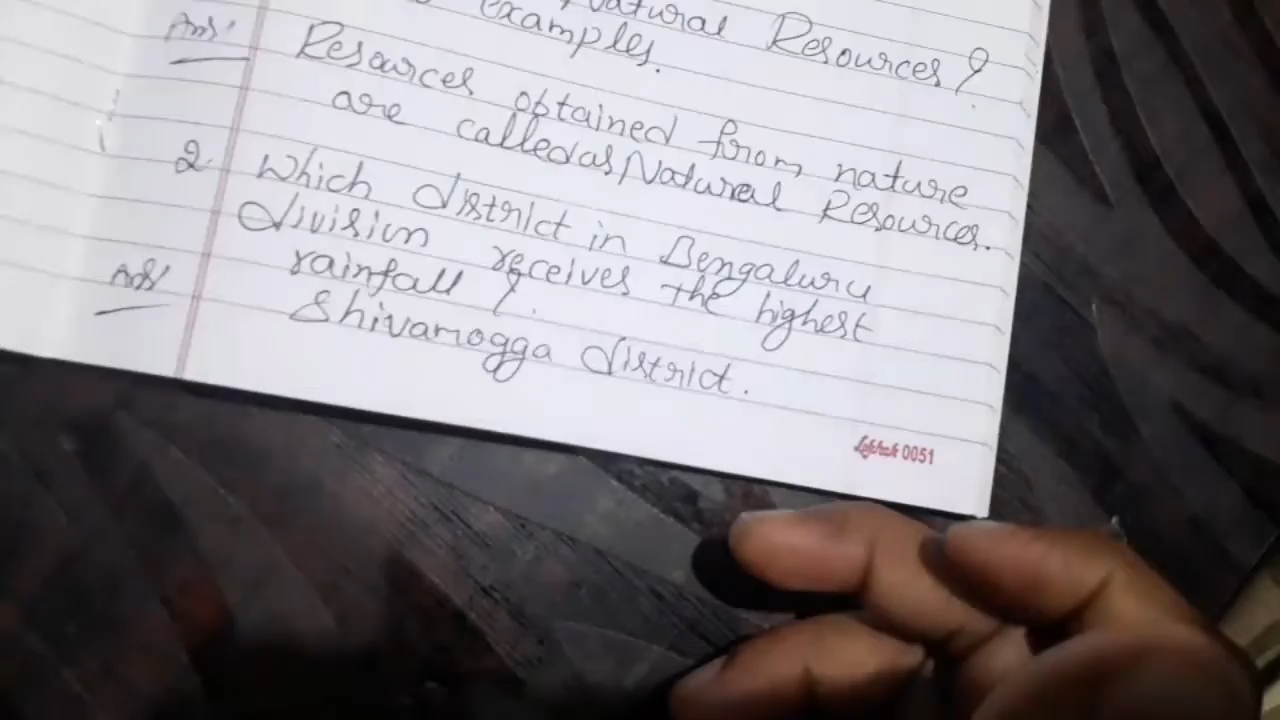 Natural Resources?
examples.
Ans' Resources obtained from nature
are called as Natural Resources.
2. Which district in Bengaluru
division receives the highest
rainfall?
Ans' Shivamogga district.
Lekhak 0051